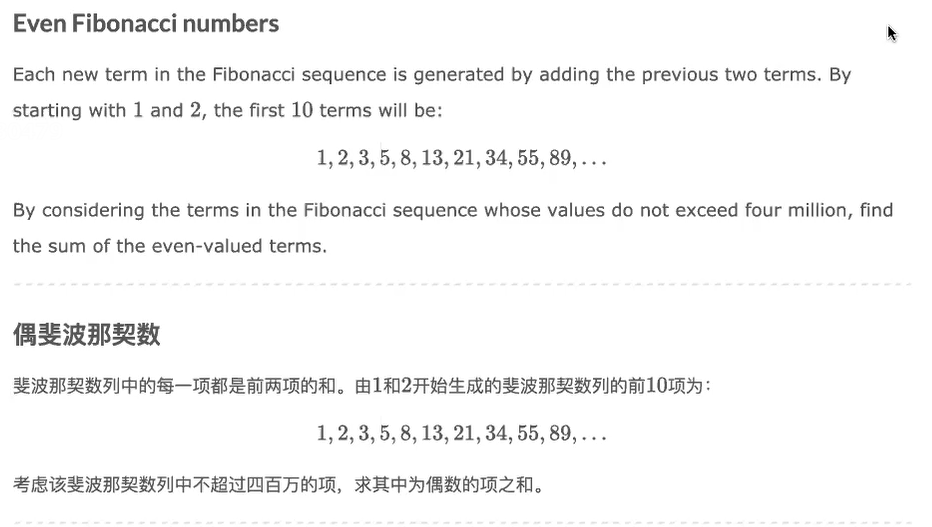 Even Fibonacci numbers
Each new term in the Fibonacci sequence is generated by adding the previous two terms. By
starting with 1 and 2, the first 10 terms will be:
1, 2, 3, 5, 8, 13, 21, 34, 55, 89, . . .
By considering the terms in the Fibonacci sequence whose values do not exceed four million, find
the sum of the even-valued terms.
偶斐波那契数
斐波那契数列中的每一项都是前两项的和。由1和2开始生成的斐波那契数列的前10项为：
1, 2, 3, 5, 8, 13, 21, 34, 55, 89, . . .
考虑该斐波那契数列中不超过四百万的项，求其中为偶数的项之和。